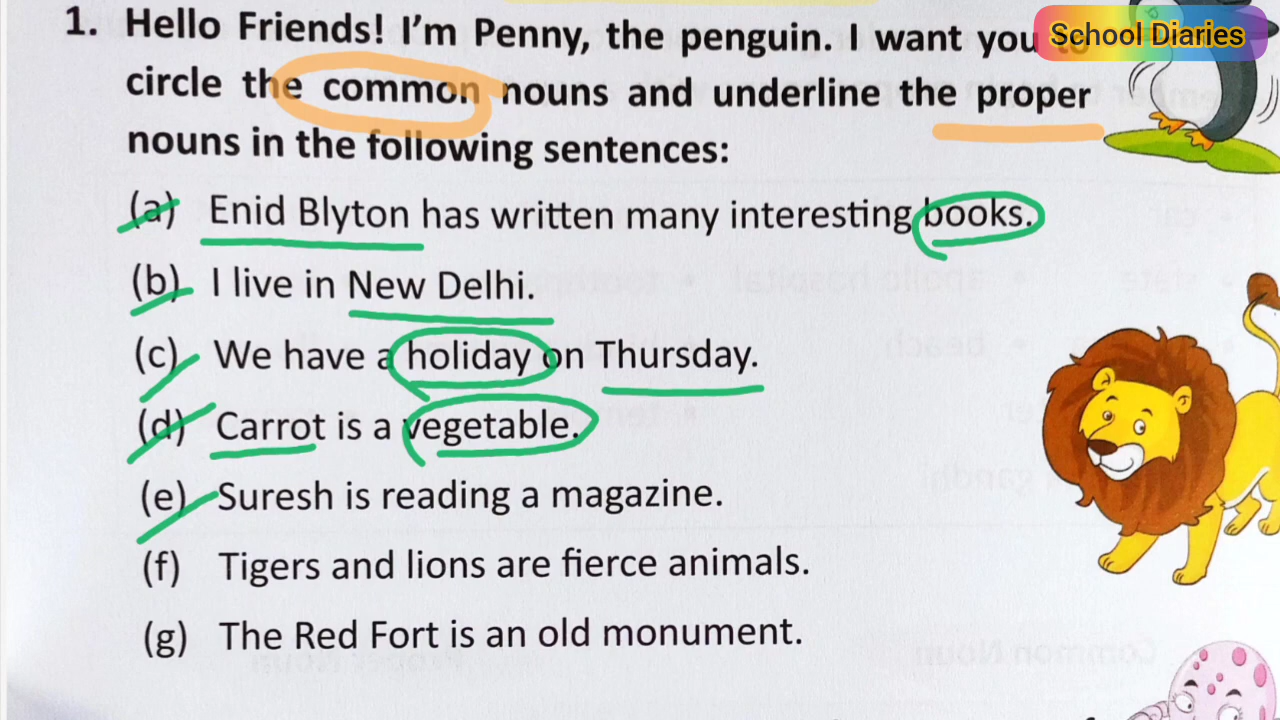 School Diaries
1. Hello Friends! I'm Penny, the penguin. I want you to
circle the common nouns and underline the proper
nouns in the following sentences:
(a) Enid Blyton has written many interesting books.
(b) I live in New Delhi.
(c) We have a holiday on Thursday.
(d) Carrot is a vegetable.
(e) Suresh is reading a magazine.
(f) Tigers and lions are fierce animals.
(g) The Red Fort is an old monument.